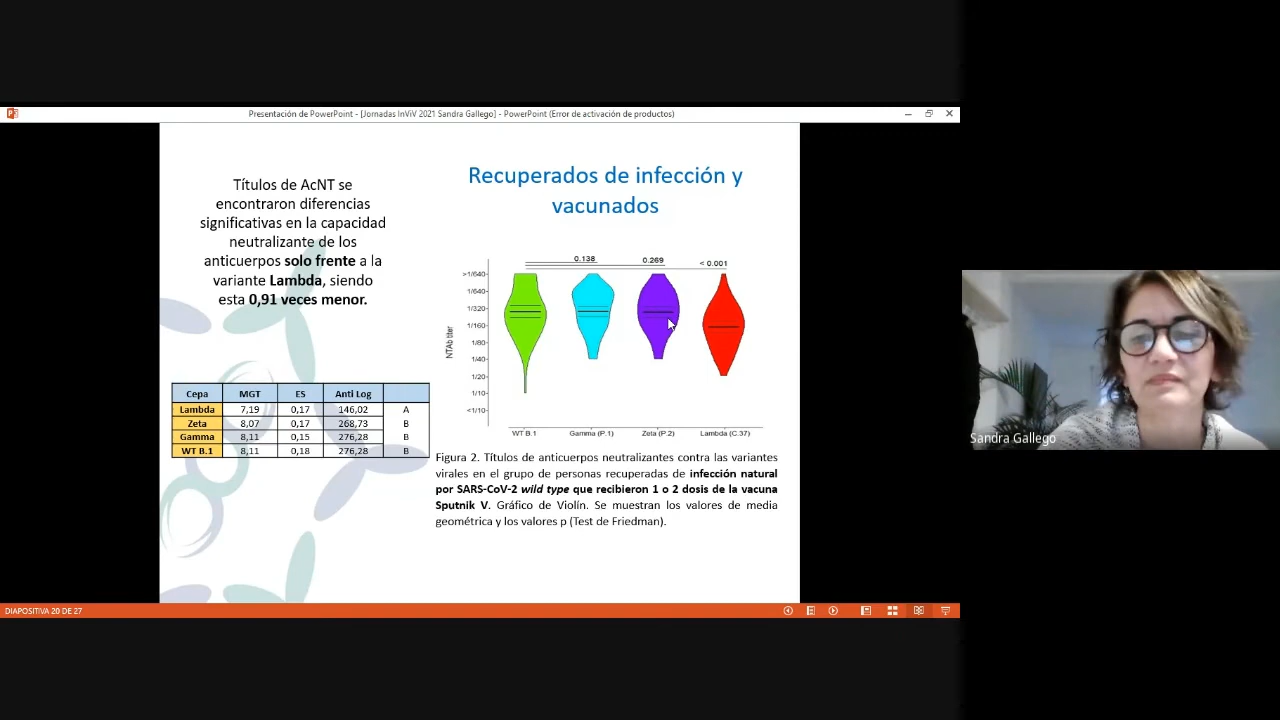 Presentación de PowerPoint - [Jornadas InViV 2021 Sandra Gallego] - PowerPoint (Error de activación de productos)
Títulos de AcNT se
encontraron diferencias
significativas en la capacidad
neutralizante de los
anticuerpos solo frente a la
variante Lambda, siendo
esta 0,91 veces menor.
Recuperados de infección y
vacunados
0.138
0.269
< 0.001
>1/640
1/640
1/320
1/160
1/80
1/40
1/20
1/10
<1/10
NTAb titer
WT B.1 Gamma (P.1) Zeta (P.2) Lambda (C.37)
Cepa MGT ES Anti Log
Lambda 7,19 0,17 146,02 A
Zeta 8,07 0,17 268,73 B
Gamma 8,11 0,15 276,28 B
WT B.1 8,11 0,18 276,28 B
Figura 2. Títulos de anticuerpos neutralizantes contra las variantes
virales en el grupo de personas recuperadas de infección natural
por SARS-CoV-2 wild type que recibieron 1 o 2 dosis de la vacuna
Sputnik V. Gráfico de Violín. Se muestran los valores de media
geométrica y los valores p (Test de Friedman).
DIAPOSITIVA 20 DE 27
Sandra Gallego